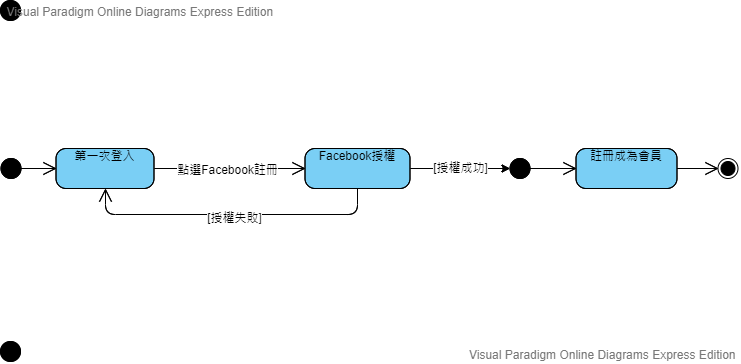 Visual Paradigm Online Diagrams Express Edition
第一次登入
點選Facebook註冊
Facebook授權
[授權成功]
註冊成為會員
[授權失敗]
Visual Paradigm Online Diagrams Express Edition